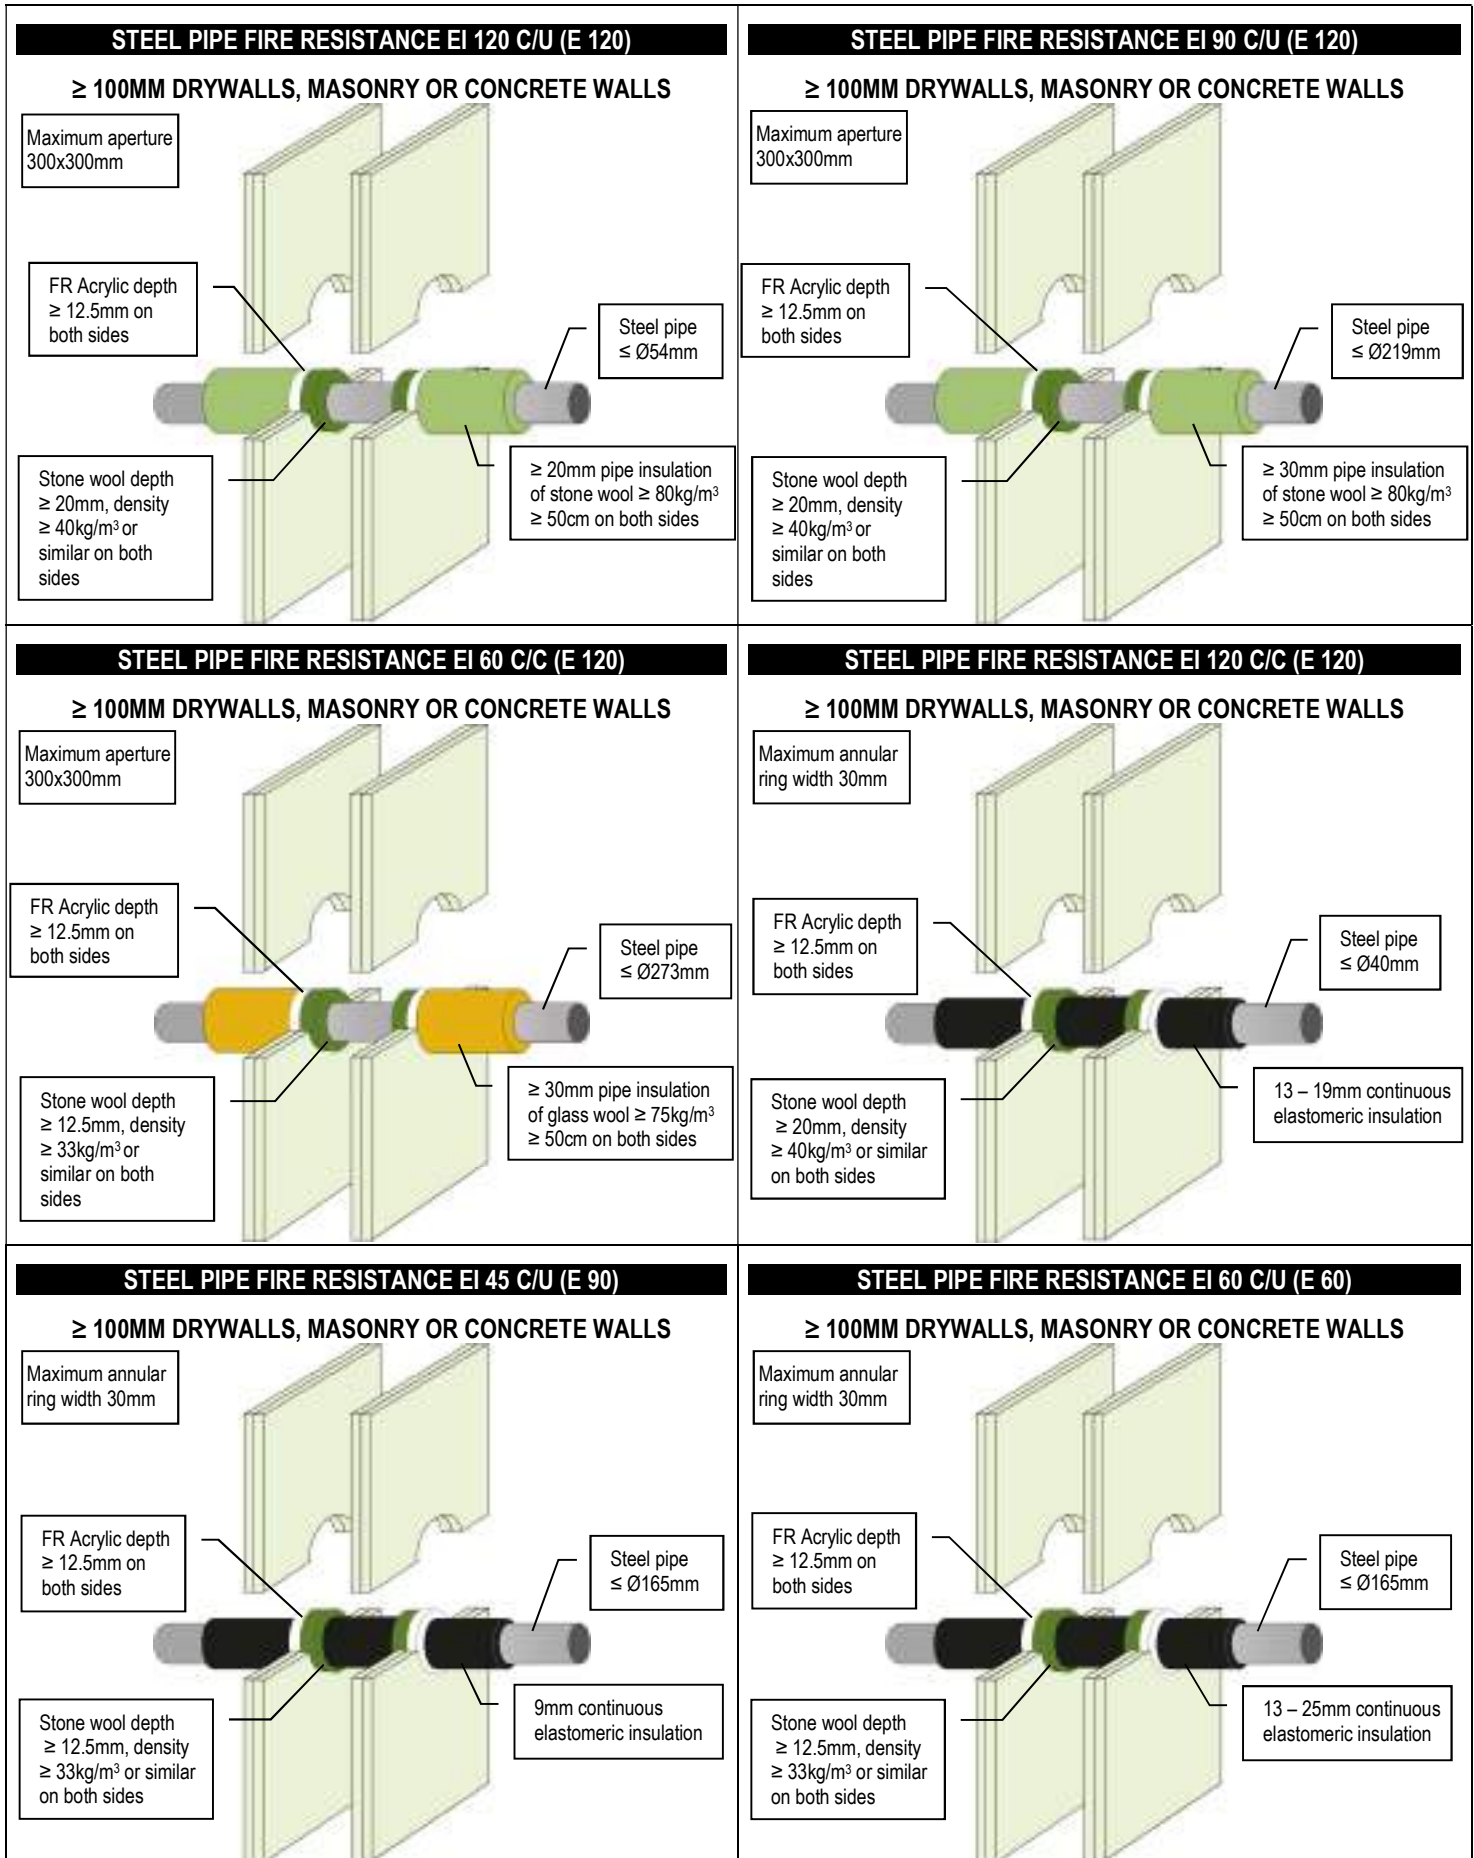 STEEL PIPE FIRE RESISTANCE EI 120 C/U (E 120)
≥ 100MM DRYWALLS, MASONRY OR CONCRETE WALLS
Maximum aperture
300x300mm
FR Acrylic depth
≥ 12.5mm on
both sides
Steel pipe
≤ Ø54mm
Stone wool depth
≥ 20mm, density
≥ 40kg/m³ or
similar on both
sides
≥ 20mm pipe insulation
of stone wool ≥ 80kg/m³
≥ 50cm on both sides
STEEL PIPE FIRE RESISTANCE EI 90 C/U (E 120)
≥ 100MM DRYWALLS, MASONRY OR CONCRETE WALLS
Maximum aperture
300x300mm
FR Acrylic depth
≥ 12.5mm on
both sides
Steel pipe
≤ Ø219mm
Stone wool depth
≥ 20mm, density
≥ 40kg/m³ or
similar on both
sides
≥ 30mm pipe insulation
of stone wool ≥ 80kg/m³
≥ 50cm on both sides
STEEL PIPE FIRE RESISTANCE EI 60 C/C (E 120)
≥ 100MM DRYWALLS, MASONRY OR CONCRETE WALLS
Maximum aperture
300x300mm
FR Acrylic depth
≥ 12.5mm on
both sides
Steel pipe
≤ Ø273mm
Stone wool depth
≥ 12.5mm, density
≥ 33kg/m³ or
similar on both
sides
≥ 30mm pipe insulation
of glass wool ≥ 75kg/m³
≥ 50cm on both sides
STEEL PIPE FIRE RESISTANCE EI 120 C/C (E 120)
≥ 100MM DRYWALLS, MASONRY OR CONCRETE WALLS
Maximum annular
ring width 30mm
FR Acrylic depth
≥ 12.5mm on
both sides
Steel pipe
≤ Ø40mm
Stone wool depth
≥ 20mm, density
≥ 40kg/m³ or similar
on both sides
13 – 19mm continuous
elastomeric insulation
STEEL PIPE FIRE RESISTANCE EI 45 C/U (E 90)
≥ 100MM DRYWALLS, MASONRY OR CONCRETE WALLS
Maximum annular
ring width 30mm
FR Acrylic depth
≥ 12.5mm on
both sides
Steel pipe
≤ Ø165mm
Stone wool depth
≥ 12.5mm, density
≥ 33kg/m³ or similar
on both sides
9mm continuous
elastomeric insulation
STEEL PIPE FIRE RESISTANCE EI 60 C/U (E 60)
≥ 100MM DRYWALLS, MASONRY OR CONCRETE WALLS
Maximum annular
ring width 30mm
FR Acrylic depth
≥ 12.5mm on
both sides
Steel pipe
≤ Ø165mm
Stone wool depth
≥ 12.5mm, density
≥ 33kg/m³ or similar
on both sides
13 – 25mm continuous
elastomeric insulation